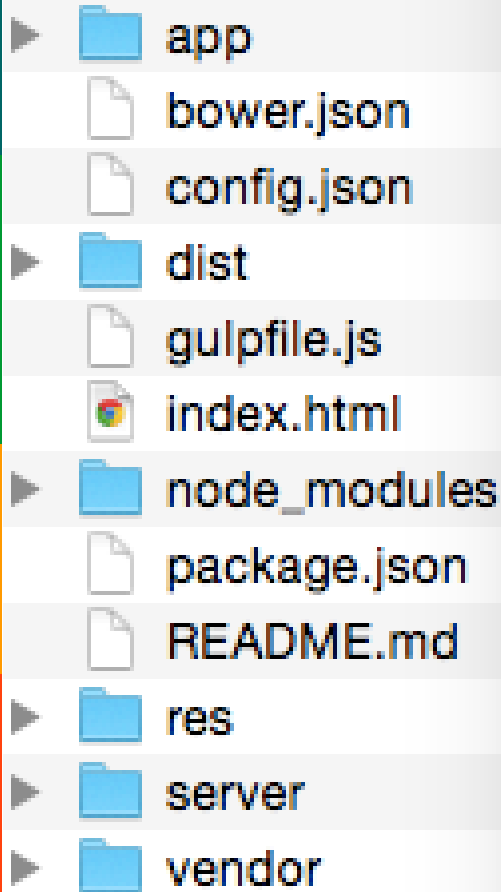 app
bower.json
config.json
dist
gulpfile.js
index.html
node_modules
package.json
README.md
res
server
vendor